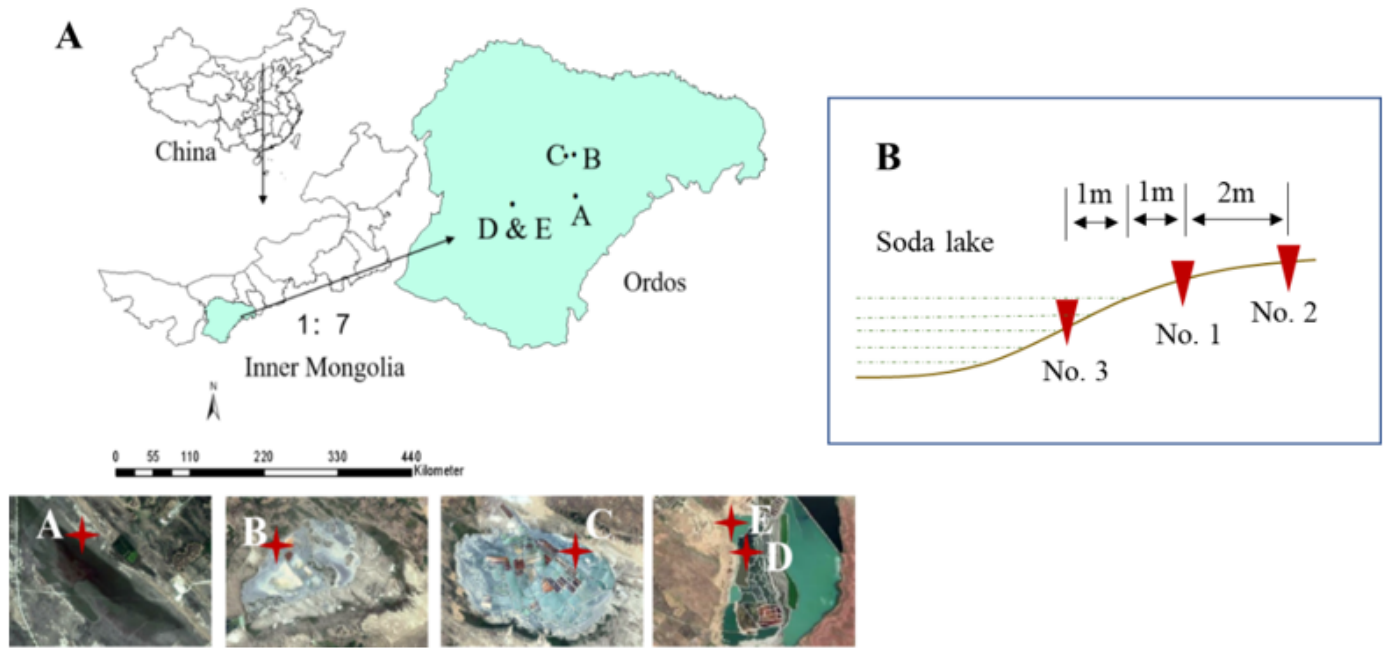 A
China
C
B
D & E
A
Ordos
1: 7
Inner Mongolia
N
0 55 110 220 330 440
Kilometer
A
B
C
E
D
B
1m 1m 2m
Soda lake
No. 3
No. 1
No. 2